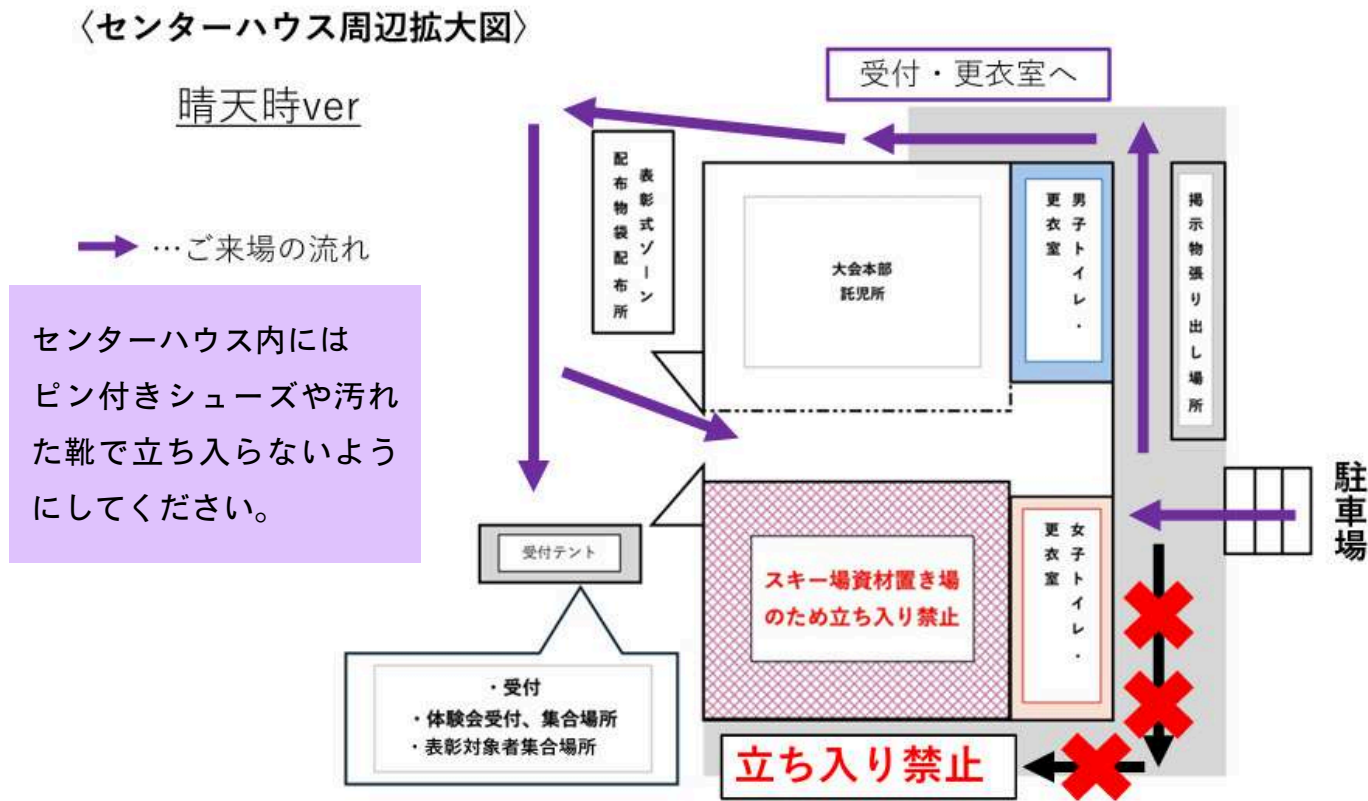 〈センターハウス周辺拡大図〉
晴天時ver
受付・更衣室へ
…ご来場の流れ
センターハウス内には
ピン付きシューズや汚れ
た靴で立ち入らないよう
にしてください。
表彰式ゾーン
配布物袋配布所
大会本部
託児所
男子トイレ・
更衣室
掲示物張り出し場所
駐車場
受付テント
スキー場資材置き場
のため立ち入り禁止
女子トイレ・
更衣室
・受付
・体験会受付、集合場所
・表彰対象者集合場所
立ち入り禁止